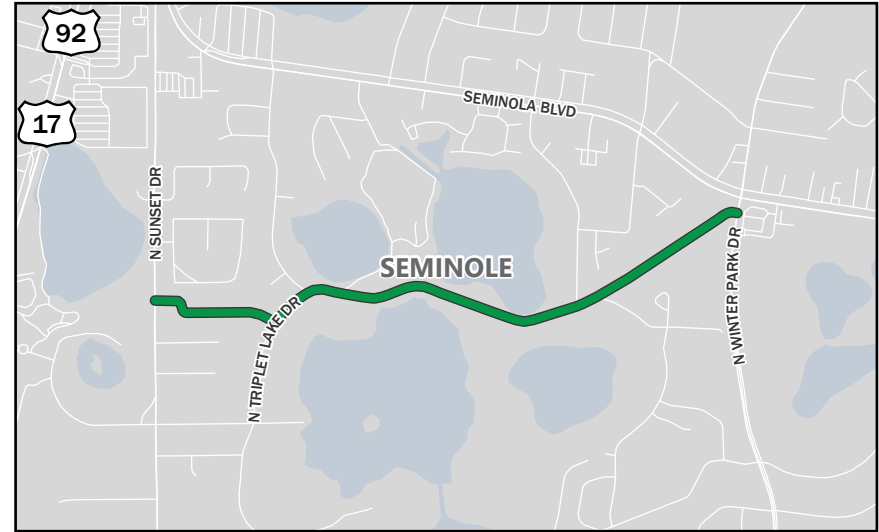 92
17
SEMINOLA BLVD
N SUNSET DR
SEMINOLE
N TRIPLET LAKE DR
N WINTER PARK DR